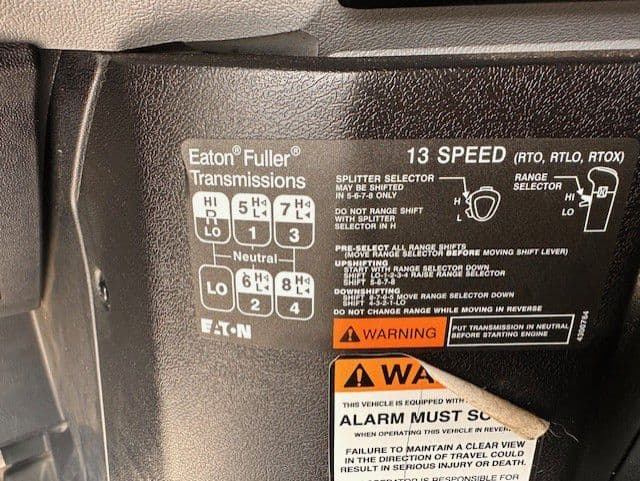 Eaton® Fuller®
Transmissions
13 SPEED (RTO, RTLO, RTOX)
HI
R
LO
5 H L
1
7 H L
3
Neutral
LO
6 H L
2
8 H L
4
EATON
SPLITTER SELECTOR
MAY BE SHIFTED
IN 5-6-7-8 ONLY
H
L
DO NOT RANGE SHIFT
WITH SPLITTER
SELECTOR IN H
RANGE
SELECTOR
HI
LO
PRE-SELECT ALL RANGE SHIFTS
(MOVE RANGE SELECTOR BEFORE MOVING SHIFT LEVER)
UPSHIFTING
START WITH RANGE SELECTOR DOWN
SHIFT LO-1-2-3-4 RAISE RANGE SELECTOR
SHIFT 5-6-7-8
DOWNSHIFTING
SHIFT 8-7-6-5 MOVE RANGE SELECTOR DOWN
SHIFT 4-3-2-1-LO
DO NOT CHANGE RANGE WHILE MOVING IN REVERSE
WARNING
PUT TRANSMISSION IN NEUTRAL
BEFORE STARTING ENGINE
4300764
WA
THIS VEHICLE IS EQUIPPED WITH
ALARM MUST SO
WHEN OPERATING THIS VEHICLE IN REVER
FAILURE TO MAINTAIN A CLEAR VIEW
IN THE DIRECTION OF TRAVEL COULD
RESULT IN SERIOUS INJURY OR DEATH.
OPERATOR IS RESPONSIBLE FOR